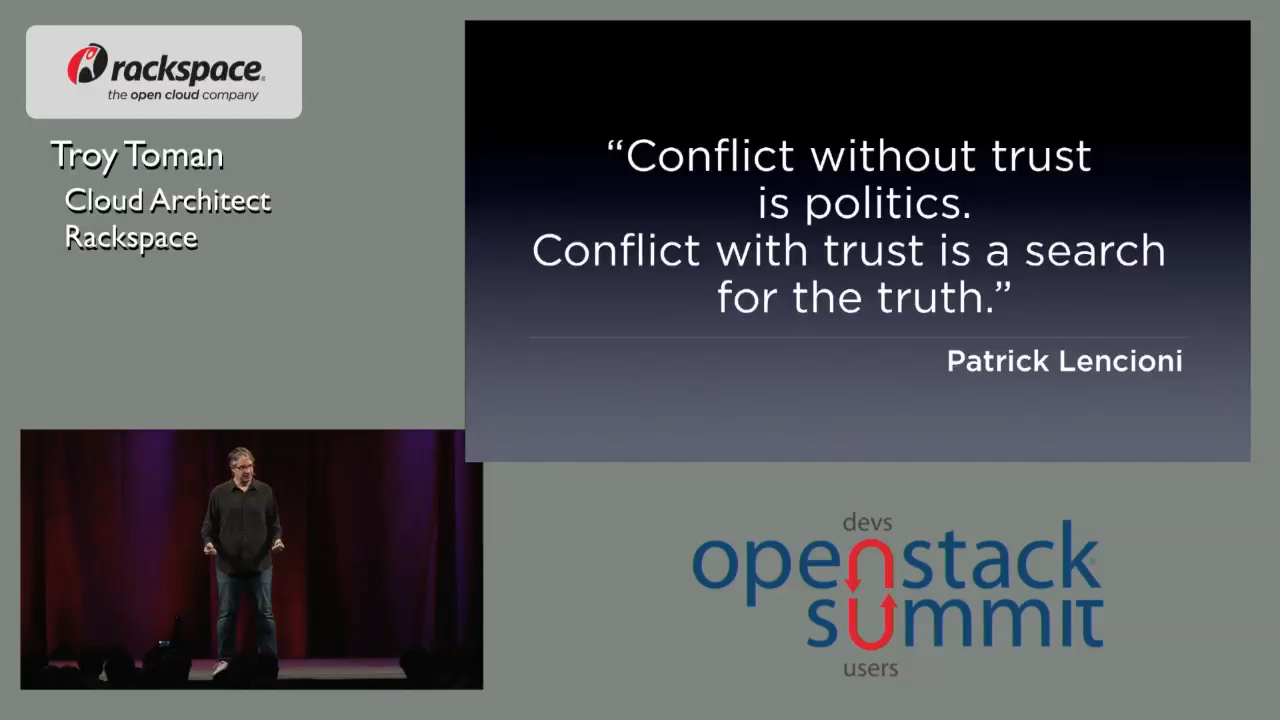 rackspace
the open cloud company
Troy Toman
Cloud Architect
Rackspace
“Conflict without trust
is politics.
Conflict with trust is a search
for the truth.”
Patrick Lencioni
devs
openstack
summit
users